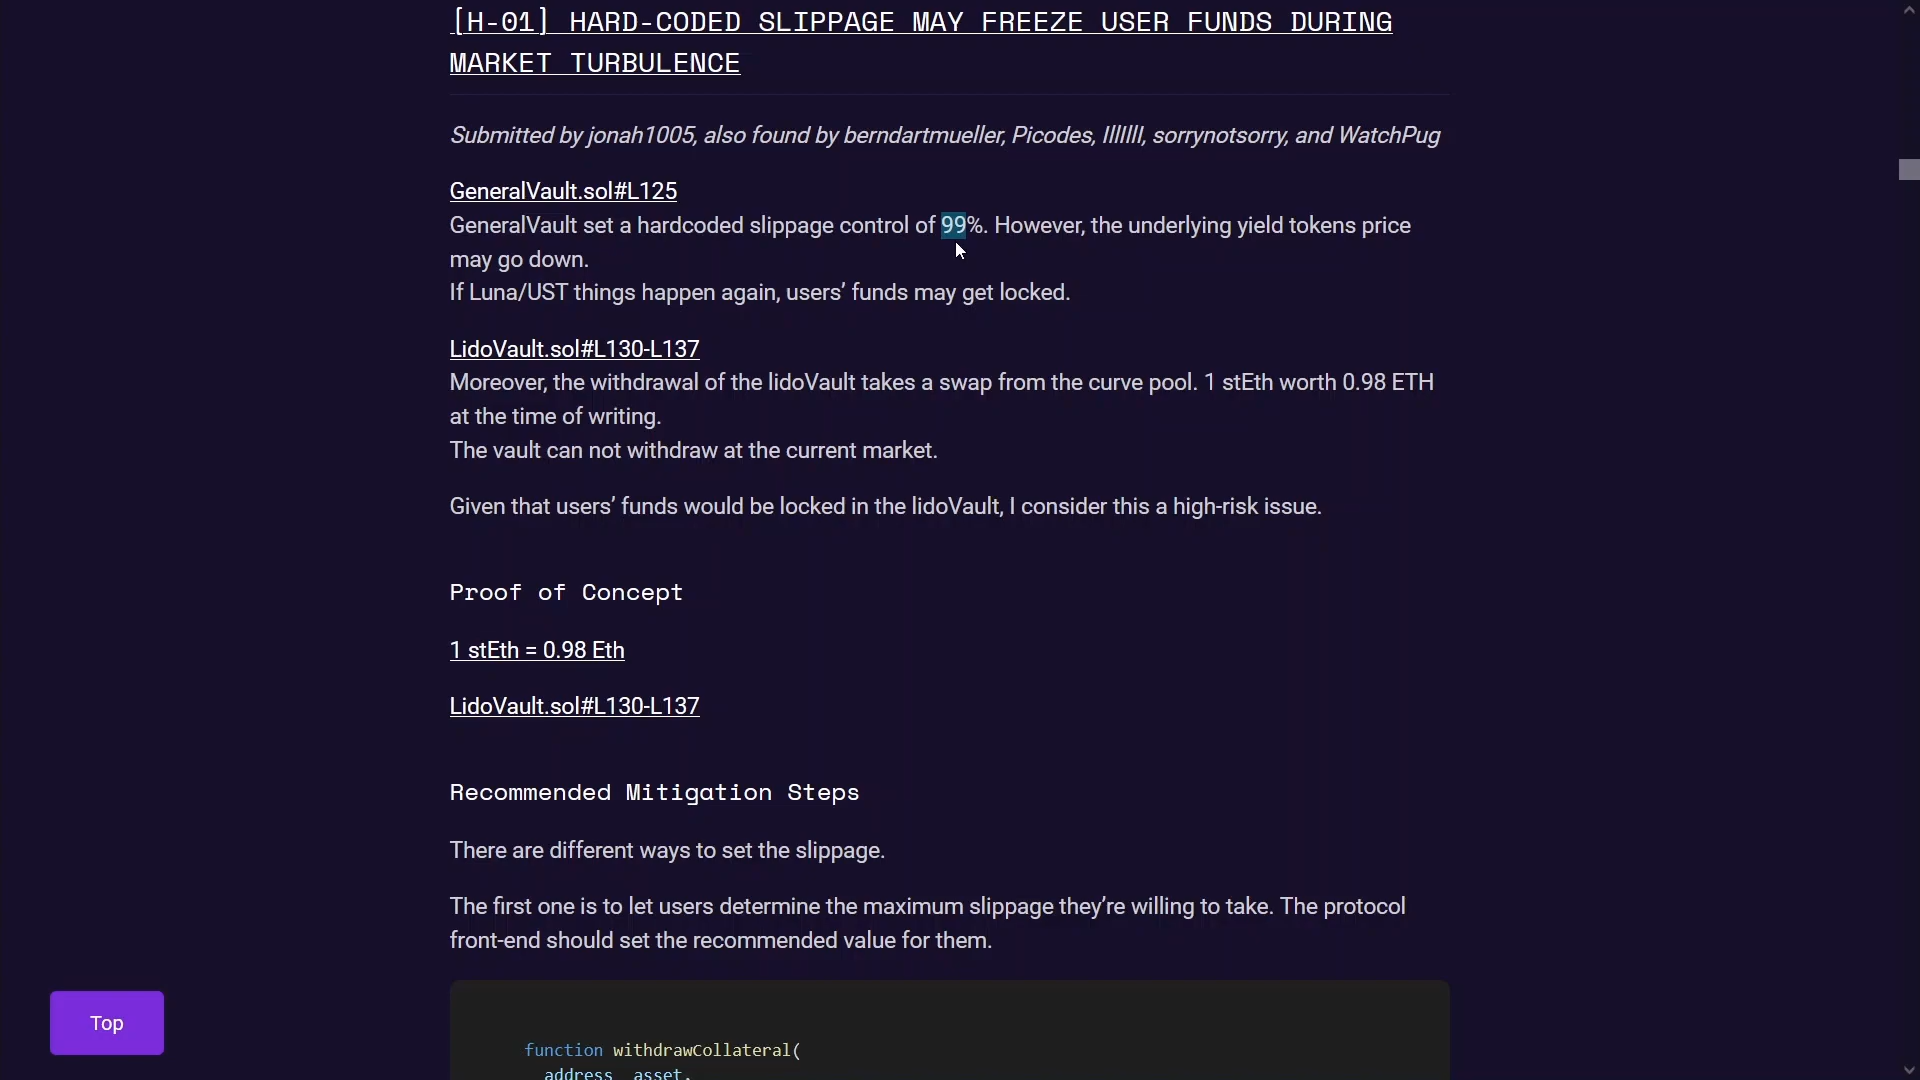 [H-01] HARD-CODED SLIPPAGE MAY FREEZE USER FUNDS DURING
MARKET TURBULENCE
Submitted by jonah1005, also found by berndartmueller, Picodes, IllIllI, sorrynotsorry, and WatchPug
GeneralVault.sol#L125
GeneralVault set a hardcoded slippage control of 99%. However, the underlying yield tokens price
may go down.
If Luna/UST things happen again, users’ funds may get locked.
LidoVault.sol#L130-L137
Moreover, the withdrawal of the lidoVault takes a swap from the curve pool. 1 stEth worth 0.98 ETH
at the time of writing.
The vault can not withdraw at the current market.
Given that users’ funds would be locked in the lidoVault, I consider this a high-risk issue.
Proof of Concept
1 stEth = 0.98 Eth
LidoVault.sol#L130-L137
Recommended Mitigation Steps
There are different ways to set the slippage.
The first one is to let users determine the maximum slippage they’re willing to take. The protocol
front-end should set the recommended value for them.
Top
function withdrawCollateral(
address _asset,